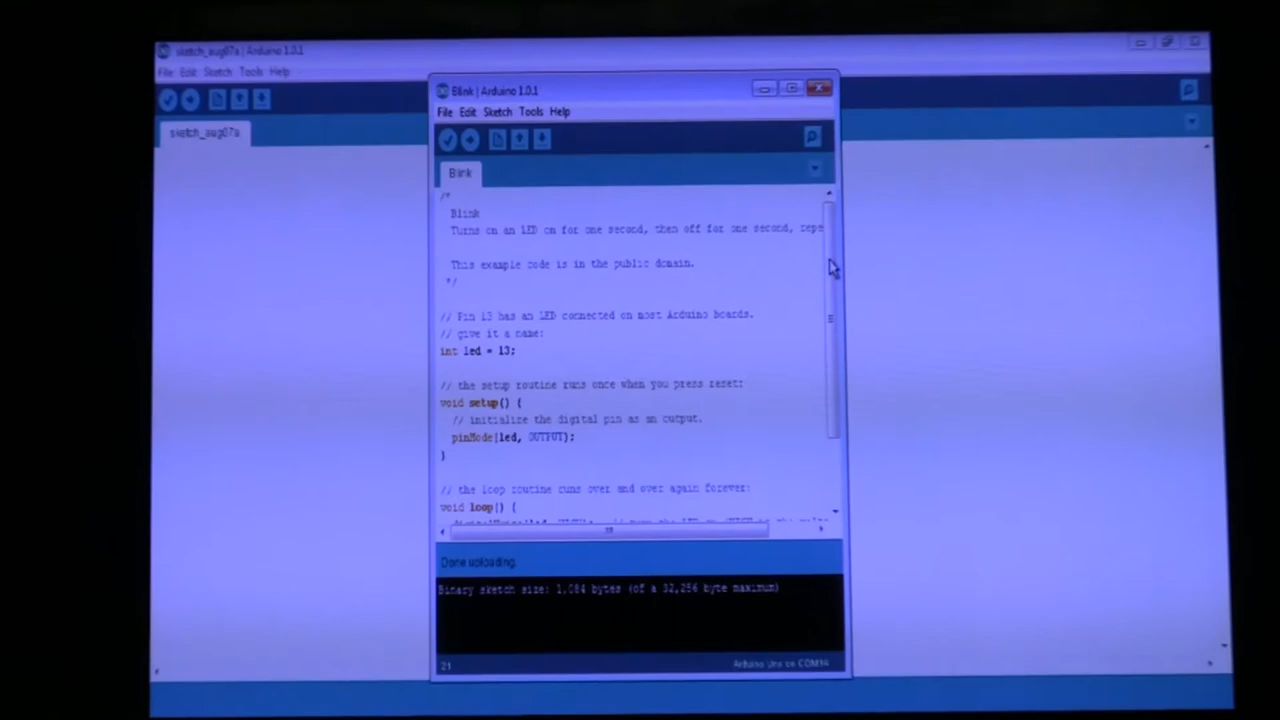 sketch_aug07a | Arduino 1.0.1
File Edit Sketch Tools Help
sketch_aug07a
Blink | Arduino 1.0.1
File Edit Sketch Tools Help
Blink
/*
Blink
Turns on an LED on for one second, then off for one second, repe
This example code is in the public domain.
*/
// Pin 13 has an LED connected on most Arduino boards.
// give it a name:
int led = 13;
// the setup routine runs once when you press reset:
void setup() {
// initialize the digital pin as an output.
pinMode(led, OUTPUT);
}
// the loop routine runs over and over again forever:
void loop() {
Done uploading.
Binary sketch size: 1,084 bytes (of a 32,256 byte maximum)
21
Arduino Uno on COM14